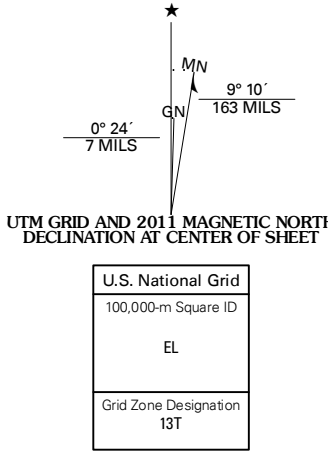 ★
MN
GN
9° 10´
163 MILS
0° 24´
7 MILS
UTM GRID AND 2011 MAGNETIC NORTH
DECLINATION AT CENTER OF SHEET
U.S. National Grid
100,000-m Square ID
EL
Grid Zone Designation
13T